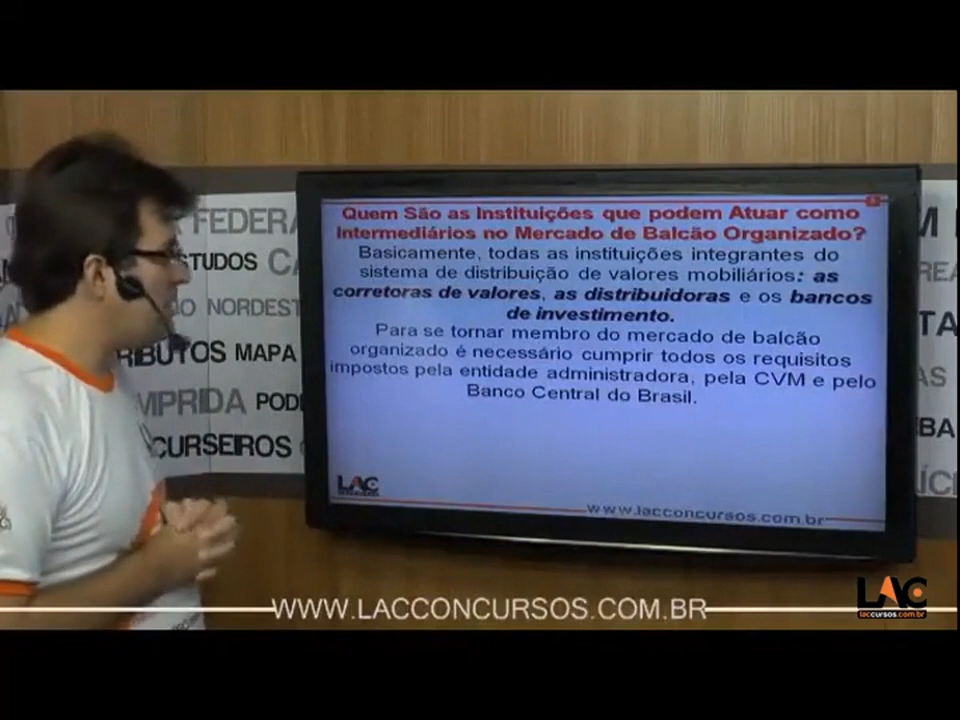 FEDERA
STUDOS
NORDEST
RIBUTOS MAPA
MPRIDA POD
CURSEIROS
Quem São as Instituições que podem Atuar como
Intermediários no Mercado de Balcão Organizado?
Basicamente, todas as instituições integrantes do
sistema de distribuição de valores mobiliários: as
corretoras de valores, as distribuidoras e os bancos
de investimento.
Para se tornar membro do mercado de balcão
organizado é necessário cumprir todos os requisitos
impostos pela entidade administradora, pela CVM e pelo
Banco Central do Brasil.
LAC
www.lacconcursos.com.br
WWW.LACCONCURSOS.COM.BR
LAC
laccursos.com.br